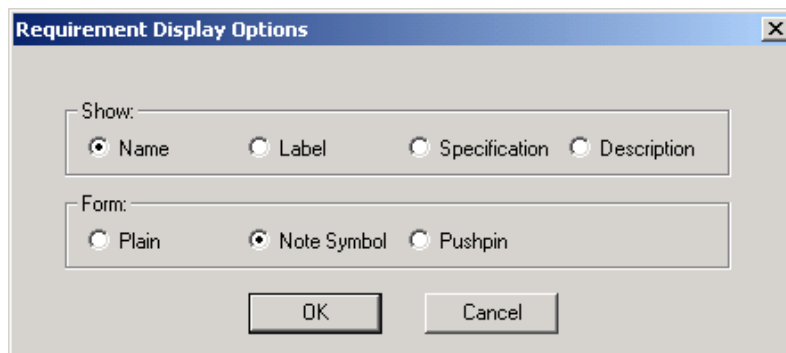 Requirement Display Options
Show:
Name Label Specification Description
Form:
Plain Note Symbol Pushpin
OK Cancel